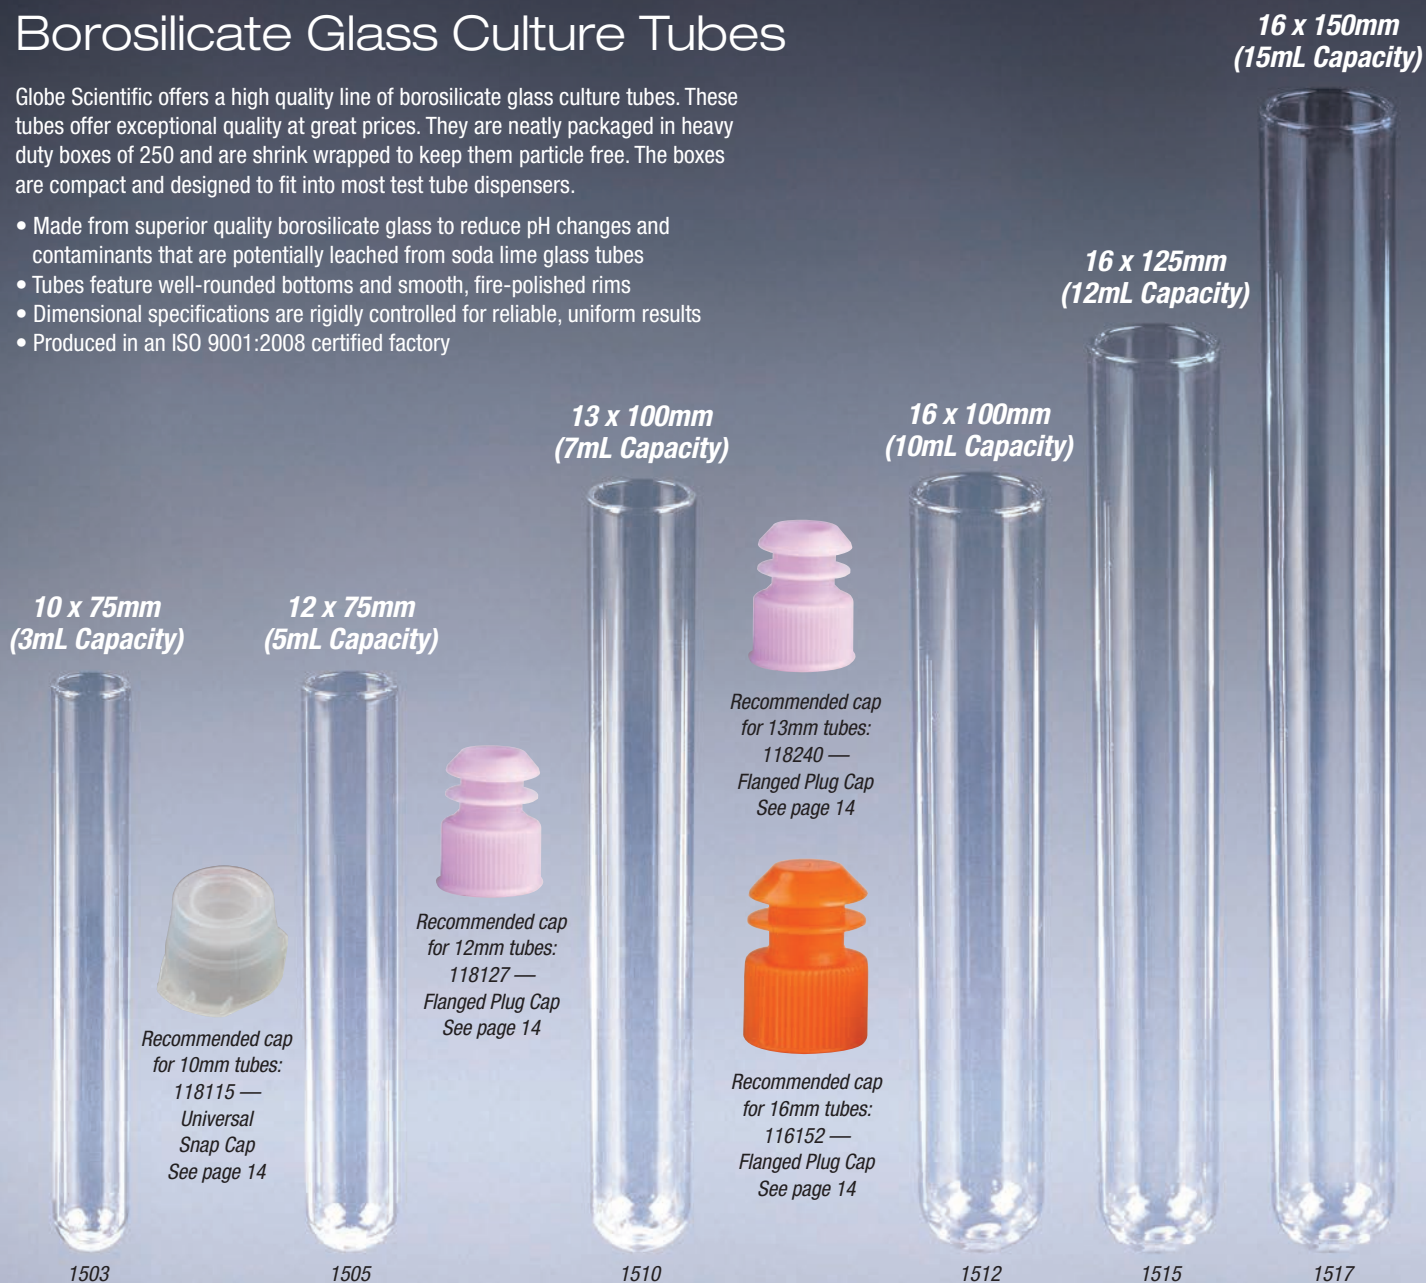 Borosilicate Glass Culture Tubes
Globe Scientific offers a high quality line of borosilicate glass culture tubes. These
tubes offer exceptional quality at great prices. They are neatly packaged in heavy
duty boxes of 250 and are shrink wrapped to keep them particle free. The boxes
are compact and designed to fit into most test tube dispensers.
• Made from superior quality borosilicate glass to reduce pH changes and
contaminants that are potentially leached from soda lime glass tubes
• Tubes feature well-rounded bottoms and smooth, fire-polished rims
• Dimensional specifications are rigidly controlled for reliable, uniform results
• Produced in an ISO 9001:2008 certified factory
16 x 150mm
(15mL Capacity)
16 x 125mm
(12mL Capacity)
13 x 100mm
(7mL Capacity)
16 x 100mm
(10mL Capacity)
10 x 75mm
(3mL Capacity)
12 x 75mm
(5mL Capacity)
Recommended cap
for 13mm tubes:
118240 —
Flanged Plug Cap
See page 14
Recommended cap
for 12mm tubes:
118127 —
Flanged Plug Cap
See page 14
Recommended cap
for 10mm tubes:
118115 —
Universal
Snap Cap
See page 14
Recommended cap
for 16mm tubes:
116152 —
Flanged Plug Cap
See page 14
1503
1505
1510
1512
1515
1517